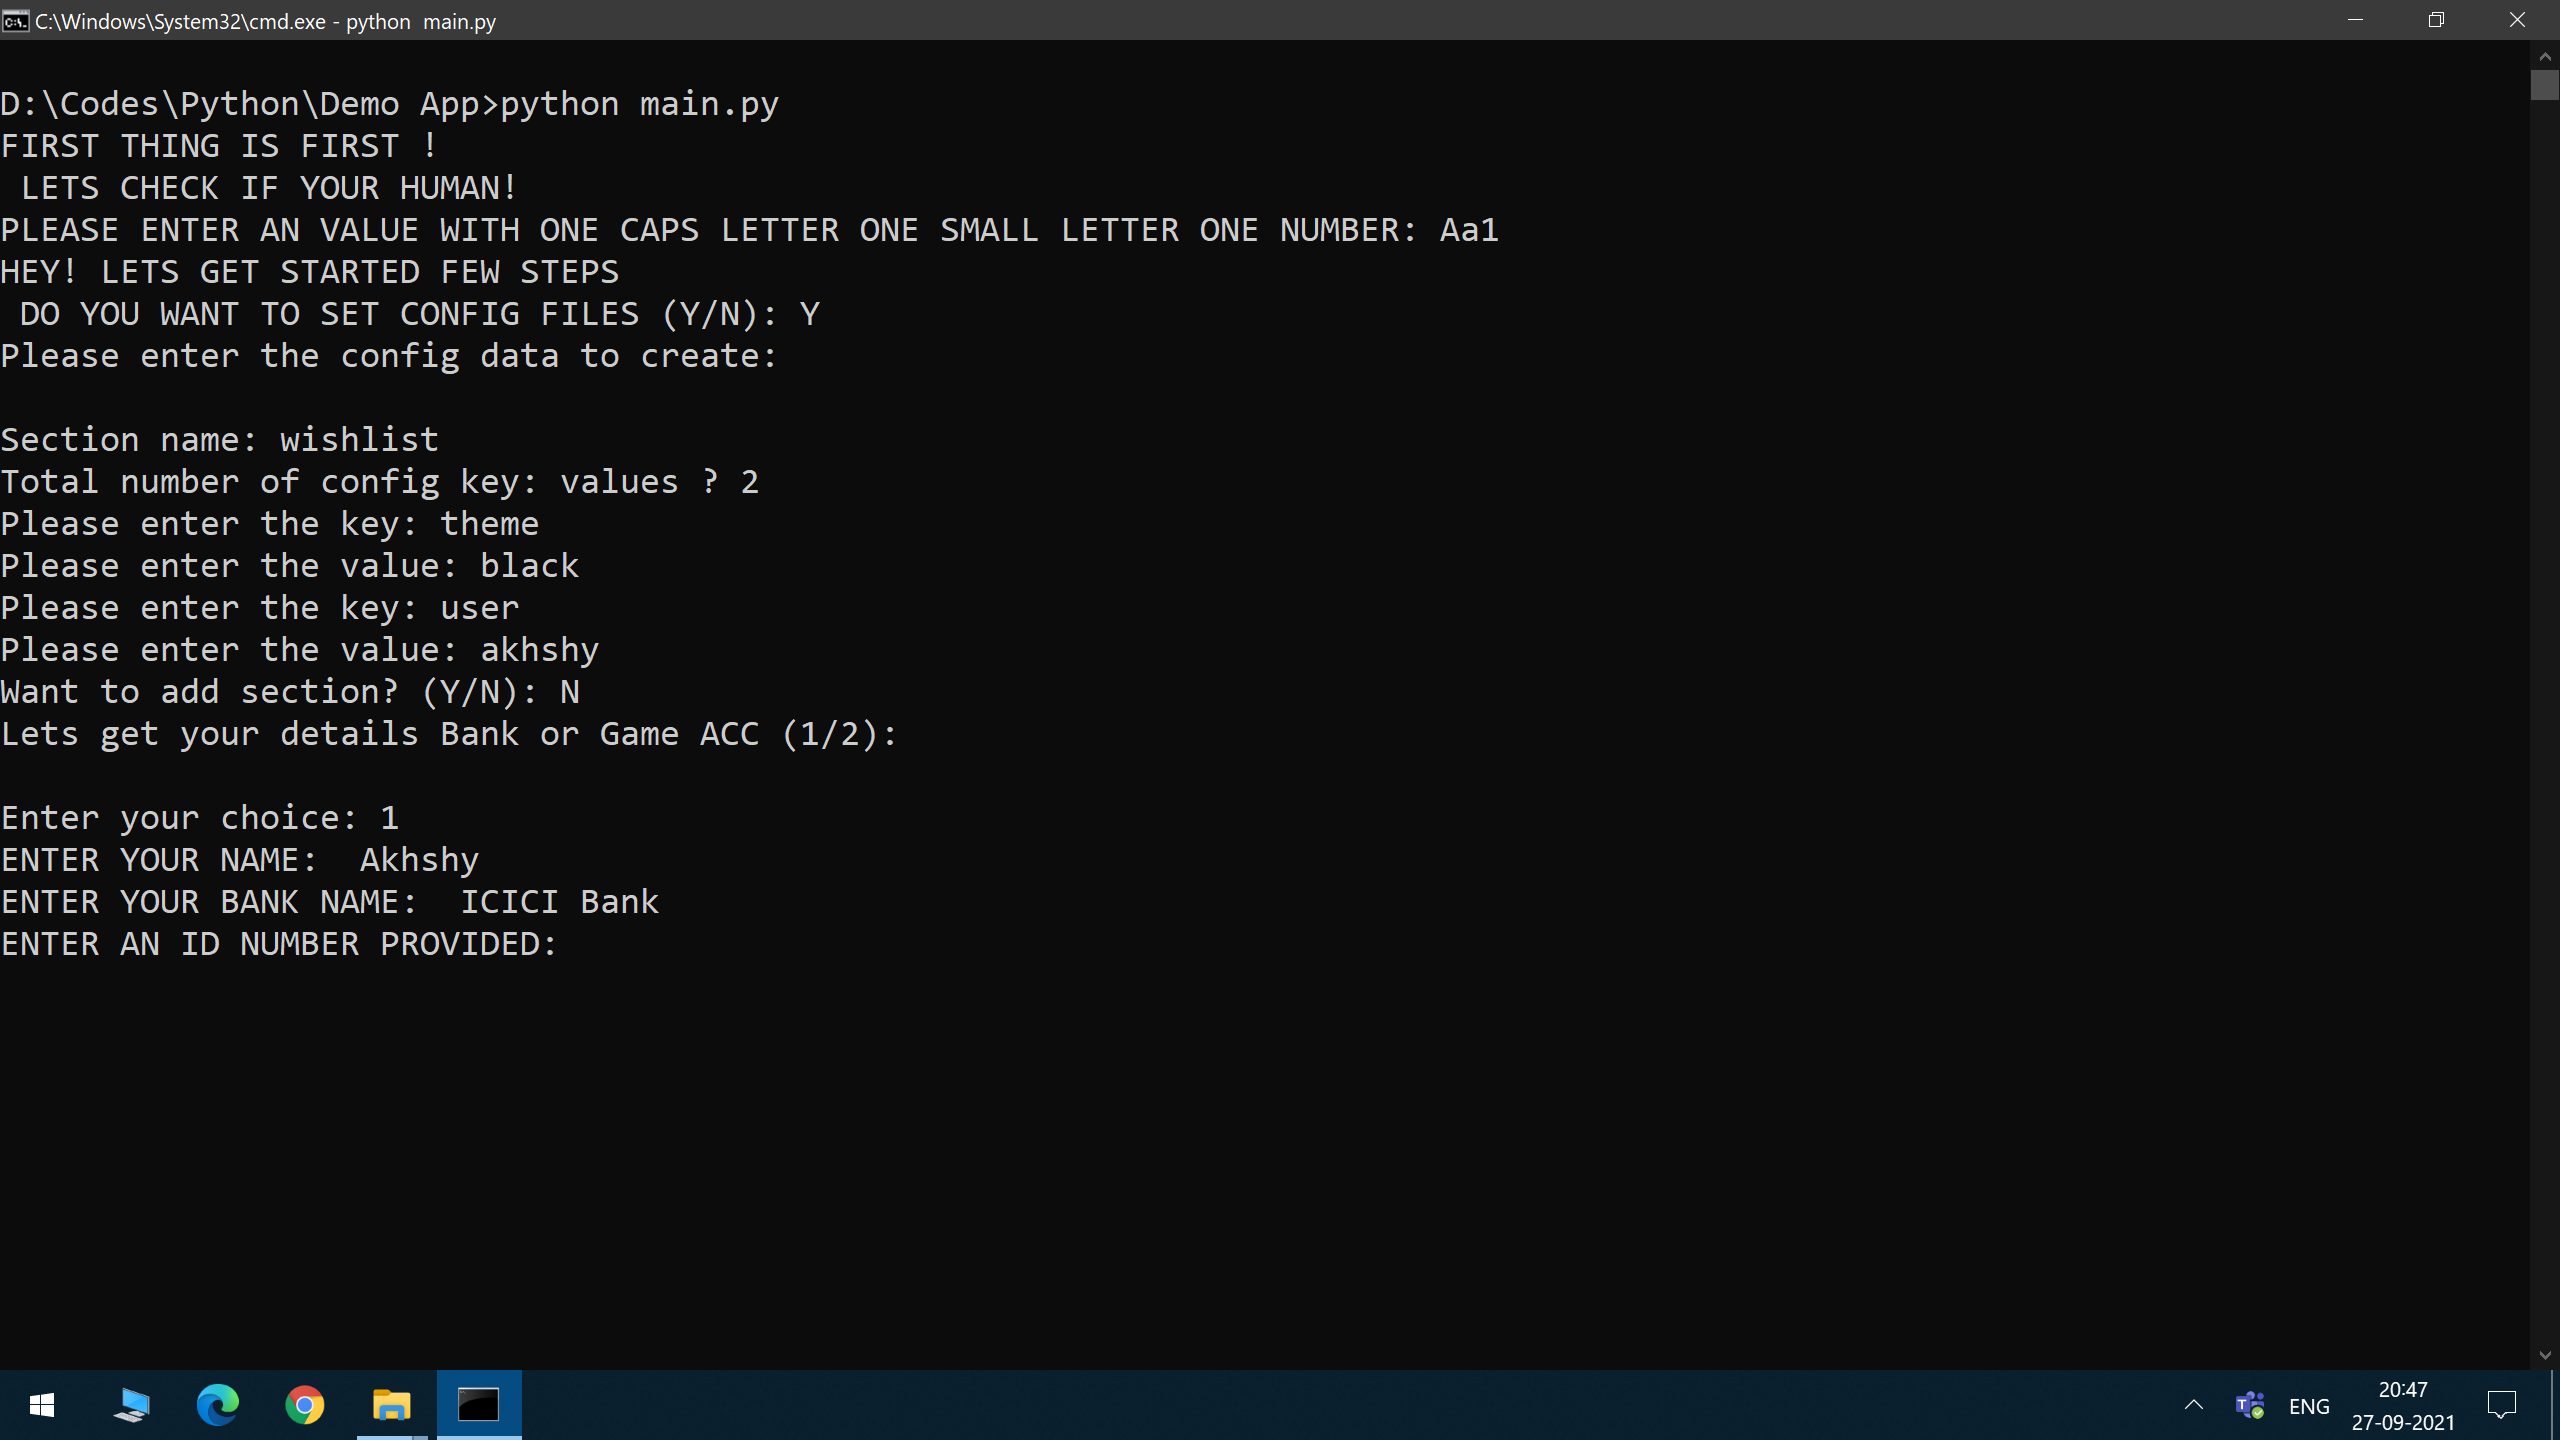 C:\Windows\System32\cmd.exe - python  main.py
D:\Codes\Python\Demo App>python main.py
FIRST THING IS FIRST !
 LETS CHECK IF YOUR HUMAN!
PLEASE ENTER AN VALUE WITH ONE CAPS LETTER ONE SMALL LETTER ONE NUMBER: Aa1
HEY! LETS GET STARTED FEW STEPS
 DO YOU WANT TO SET CONFIG FILES (Y/N): Y
Please enter the config data to create:
Section name: wishlist
Total number of config key: values ? 2
Please enter the key: theme
Please enter the value: black
Please enter the key: user
Please enter the value: akhshy
Want to add section? (Y/N): N
Lets get your details Bank or Game ACC (1/2):
Enter your choice: 1
ENTER YOUR NAME:  Akhshy
ENTER YOUR BANK NAME:  ICICI Bank
ENTER AN ID NUMBER PROVIDED:
ENG
20:47
27-09-2021